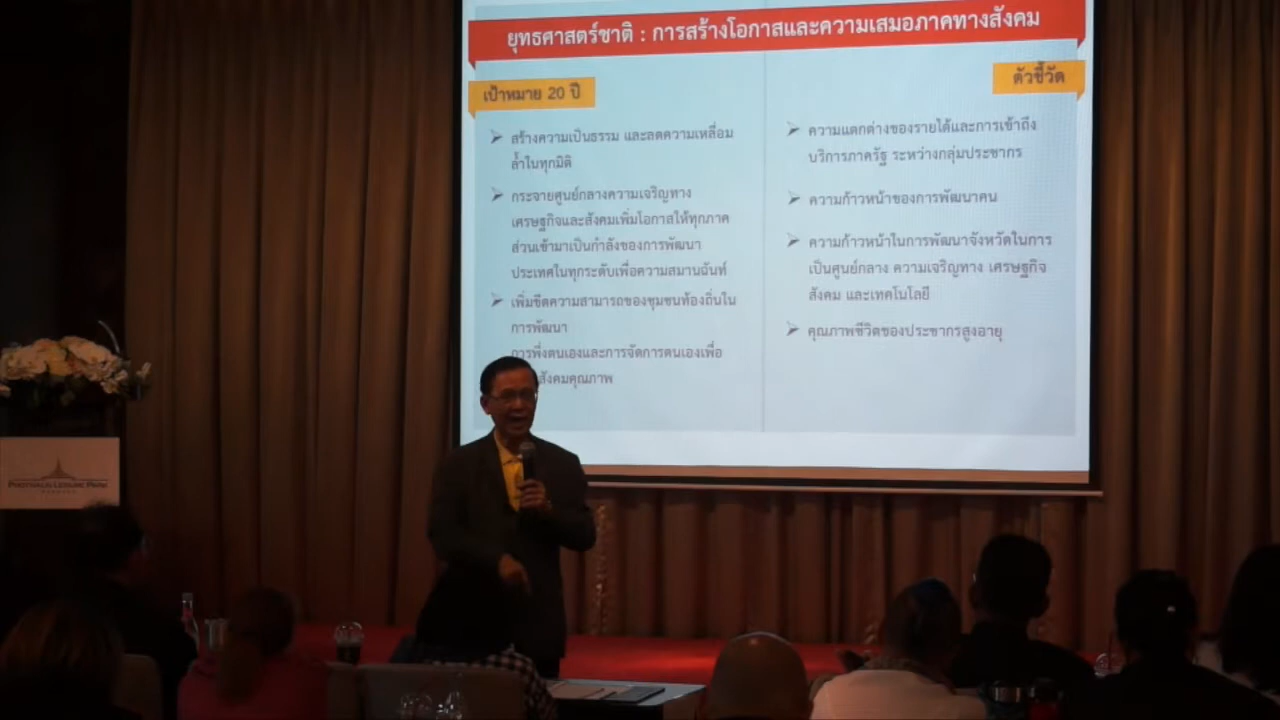 ยุทธศาสตร์ชาติ : การสร้างโอกาสและความเสมอภาคทางสังคม
เป้าหมาย 20 ปี
➢ สร้างความเป็นธรรม และลดความเหลื่อม
ล้ำในทุกมิติ
➢ กระจายศูนย์กลางความเจริญทาง
เศรษฐกิจและสังคมเพิ่มโอกาสให้ทุกภาค
ส่วนเข้ามาเป็นกำลังของการพัฒนา
ประเทศในทุกระดับเพื่อความสมานฉันท์
➢ เพิ่มขีดความสามารถของชุมชนท้องถิ่นใน
การพัฒนา
การพึ่งตนเองและการจัดการตนเองเพื่อ
สังคมคุณภาพ
ตัวชี้วัด
➢ ความแตกต่างของรายได้และการเข้าถึง
บริการภาครัฐ ระหว่างกลุ่มประชากร
➢ ความก้าวหน้าของการพัฒนาคน
➢ ความก้าวหน้าในการพัฒนาจังหวัดในการ
เป็นศูนย์กลาง ความเจริญทาง เศรษฐกิจ
สังคม และเทคโนโลยี
➢ คุณภาพชีวิตของประชากรสูงอายุ
PHOTHALAI LEISURE PARK